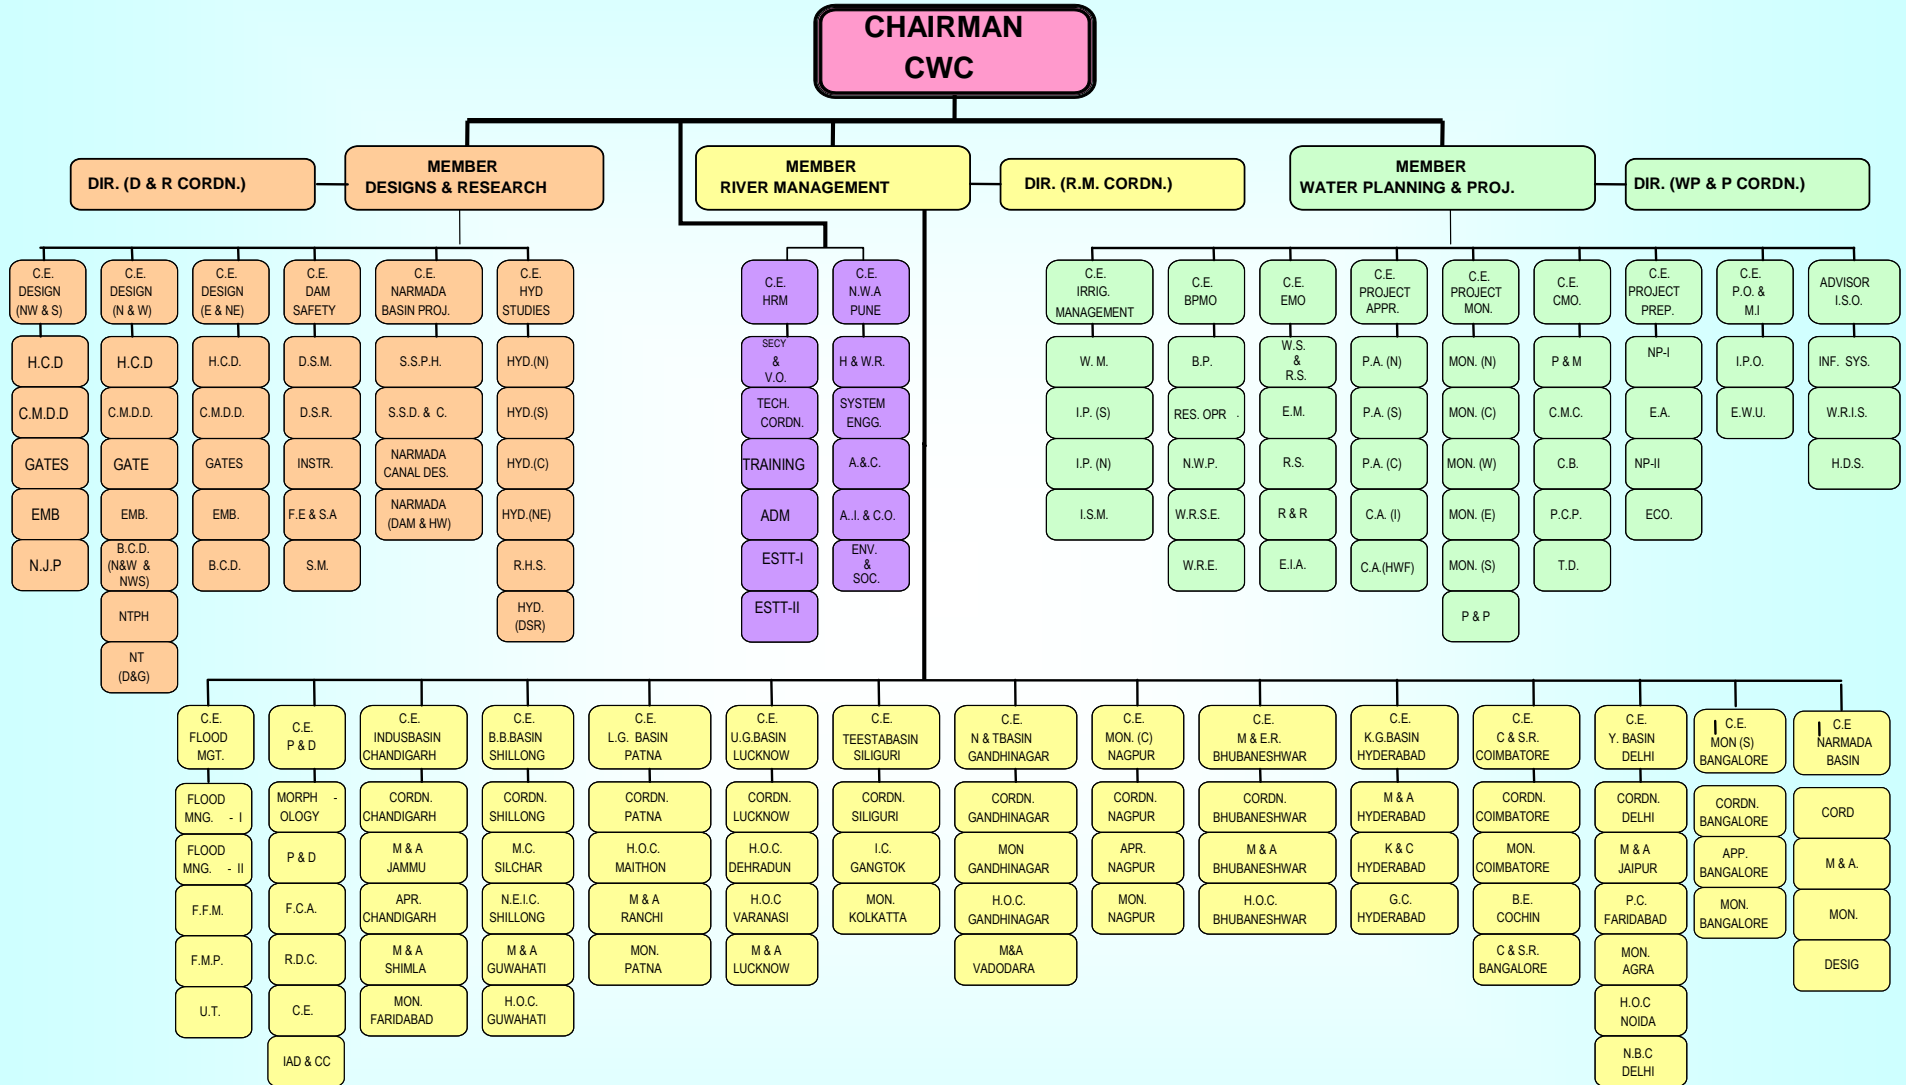 CHAIRMAN
CWC
DIR. (D & R CORDN.)
MEMBER
DESIGNS & RESEARCH
MEMBER
RIVER MANAGEMENT
DIR. (R.M. CORDN.)
MEMBER
WATER PLANNING & PROJ.
DIR. (WP & P CORDN.)
C.E.
DESIGN
(NW & S)
H.C.D
C.M.D.D
GATES
EMB
N.J.P
C.E.
DESIGN
(N & W)
H.C.D
C.M.D.D.
GATE
EMB.
B.C.D.
(N&W &
NWS)
NTPH
NT
(D&G)
C.E.
DESIGN
(E & NE)
H.C.D.
C.M.D.D.
GATES
EMB.
B.C.D.
C.E.
DAM
SAFETY
D.S.M.
D.S.R.
INSTR.
F.E & S.A
S.M.
C.E.
NARMADA
BASIN PROJ.
S.S.P.H.
S.S.D. & C.
NARMADA
CANAL DES.
NARMADA
(DAM & HW)
C.E.
HYD
STUDIES
HYD.(N)
HYD.(S)
HYD.(C)
HYD.(NE)
R.H.S.
HYD.
(DSR)
C.E.
HRM
SECY
&
V.O.
TECH.
CORDN.
TRAINING
ADM
ESTT-I
ESTT-II
C.E.
N.W.A
PUNE
H & W.R.
SYSTEM
ENGG.
A.&.C.
A..I. & C.O.
ENV.
&
SOC.
C.E.
IRRIG.
MANAGEMENT
W. M.
I.P. (S)
I.P. (N)
I.S.M.
C.E.
BPMO
B.P.
RES. OPR .
N.W.P.
W.R.S.E.
W.R.E.
C.E.
EMO
W.S.
&
R.S.
E.M.
R.S.
R & R
E.I.A.
C.E.
PROJECT
APPR.
P.A. (N)
P.A. (S)
P.A. (C)
C.A. (I)
C.A.(HWF)
C.E.
PROJECT
MON.
MON. (N)
MON. (C)
MON. (W)
MON. (E)
MON. (S)
P & P
C.E.
CMO.
P & M
C.M.C.
C.B.
P.C.P.
T.D.
C.E.
PROJECT
PREP.
NP-I
E.A.
NP-II
ECO.
C.E.
P.O. &
M.I
I.P.O.
E.W.U.
ADVISOR
I.S.O.
INF. SYS.
W.R.I.S.
H.D.S.
C.E.
FLOOD
MGT.
FLOOD
MNG. - I
FLOOD
MNG. - II
F.F.M.
F.M.P.
U.T.
C.E.
P & D
MORPH -
OLOGY
P & D
F.C.A.
R.D.C.
C.E.
IAD & CC
C.E.
INDUSBASIN
CHANDIGARH
CORDN.
CHANDIGARH
M & A
JAMMU
APR.
CHANDIGARH
M & A
SHIMLA
MON.
FARIDABAD
C.E.
B.B.BASIN
SHILLONG
CORDN.
SHILLONG
M.C.
SILCHAR
N.E.I.C.
SHILLONG
M & A
GUWAHATI
H.O.C.
GUWAHATI
C.E.
L.G. BASIN
PATNA
CORDN.
PATNA
H.O.C.
MAITHON
M & A
RANCHI
MON.
PATNA
C.E.
U.G.BASIN
LUCKNOW
CORDN.
LUCKNOW
H.O.C.
DEHRADUN
H.O.C
VARANASI
M & A
LUCKNOW
C.E.
TEESTABASIN
SILIGURI
CORDN.
SILIGURI
I.C.
GANGTOK
MON.
KOLKATTA
C.E.
N & TBASIN
GANDHINAGAR
CORDN.
GANDHINAGAR
MON
GANDHINAGAR
H.O.C.
GANDHINAGAR
M&A
VADODARA
C.E.
MON. (C)
NAGPUR
CORDN.
NAGPUR
APR.
NAGPUR
MON.
NAGPUR
C.E.
M & E.R.
BHUBANESHWAR
CORDN.
BHUBANESHWAR
M & A
BHUBANESHWAR
H.O.C.
BHUBANESHWAR
C.E.
K.G.BASIN
HYDERABAD
M & A
HYDERABAD
K & C
HYDERABAD
G.C.
HYDERABAD
C.E.
C & S.R.
COIMBATORE
CORDN.
COIMBATORE
MON.
COIMBATORE
B.E.
COCHIN
C & S.R.
BANGALORE
C.E.
Y. BASIN
DELHI
CORDN.
DELHI
M & A
JAIPUR
P.C.
FARIDABAD
MON.
AGRA
H.O.C
NOIDA
N.B.C
DELHI
C.E.
MON (S)
BANGALORE
CORDN.
BANGALORE
APP.
BANGALORE
MON.
BANGALORE
C.E
NARMADA
BASIN
CORD
M & A.
MON.
DESIG